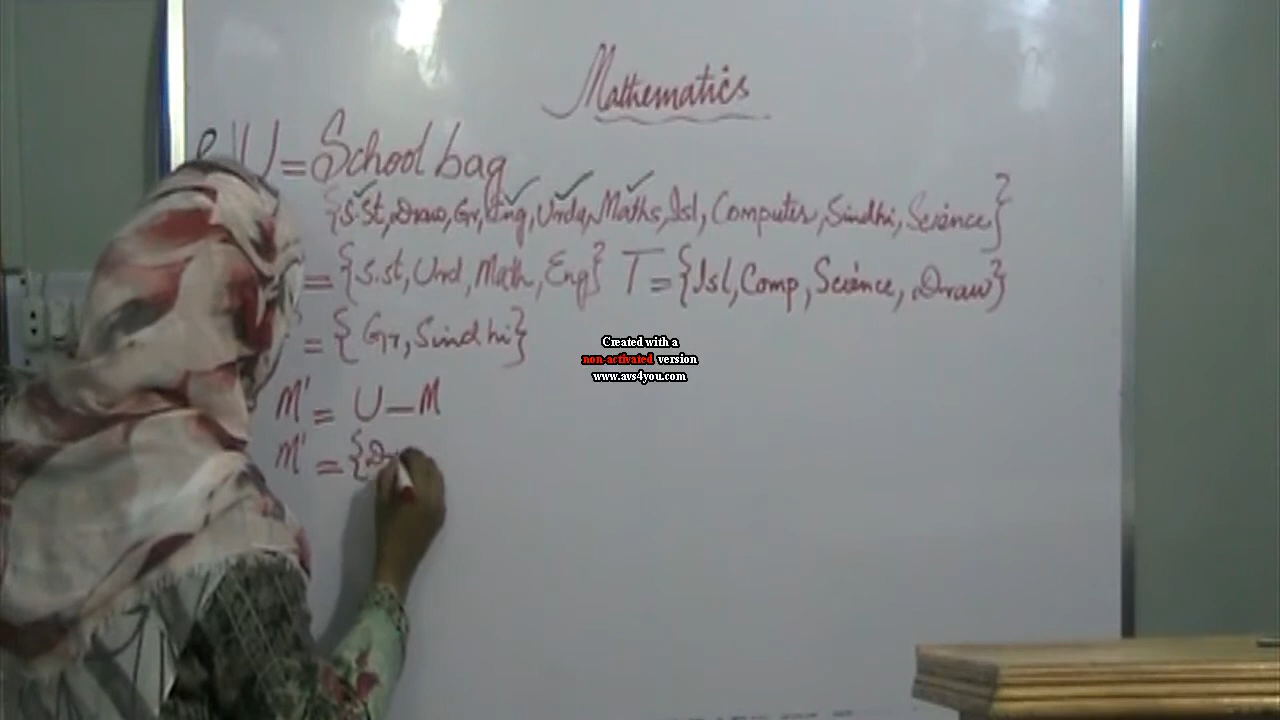 Mathematics
U = School bag
{S.St, Draw, Gr, Eng, Urdu, Maths, Isl, Computer, Sindhi, Science}
= {S.st, Urd, Math, Eng} T = {Isl, Comp, Science, Draw}
= {Gr, Sindhi}
Created with a
non-activated version
www.avs4you.com
M' = U - M
M' = {D